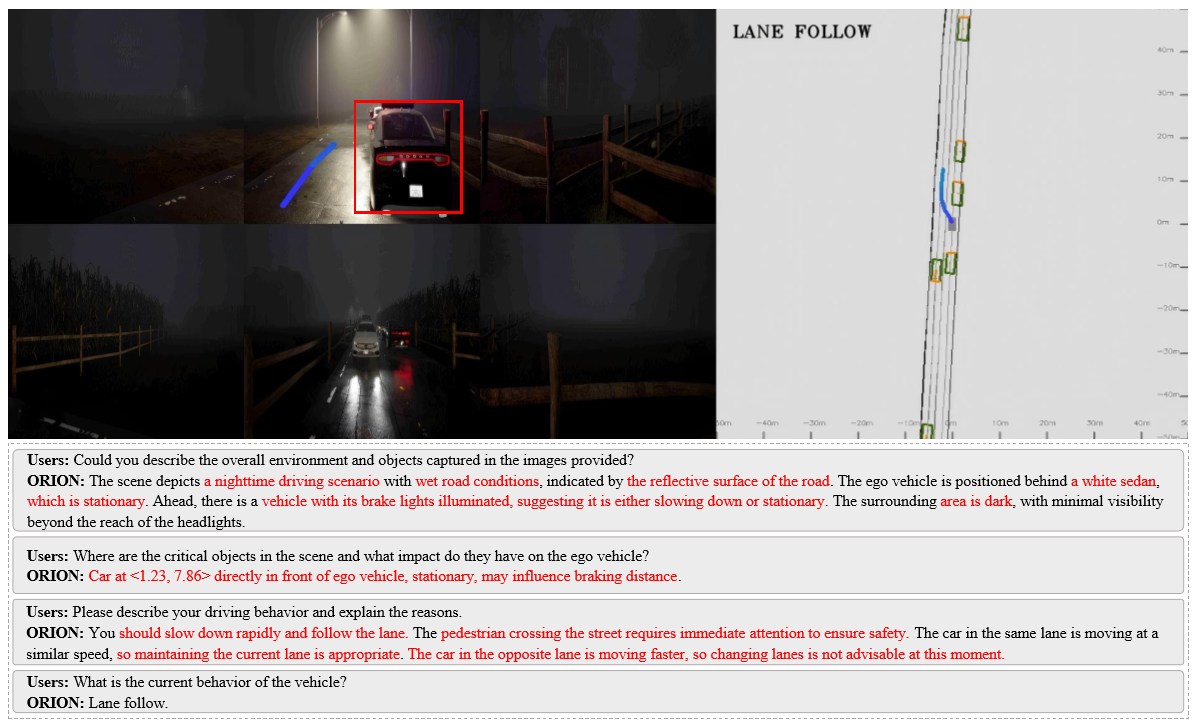 LANE FOLLOW
40m
30m
20m
10m
0m
−10m
−20m
−30m
−40m
−40m
−30m
−20m
−10m
0m
10m
20m
30m
40m
Users: Could you describe the overall environment and objects captured in the images provided?
ORION: The scene depicts a nighttime driving scenario with wet road conditions, indicated by the reflective surface of the road. The ego vehicle is positioned behind a white sedan,
which is stationary. Ahead, there is a vehicle with its brake lights illuminated, suggesting it is either slowing down or stationary. The surrounding area is dark, with minimal visibility
beyond the reach of the headlights.
Users: Where are the critical objects in the scene and what impact do they have on the ego vehicle?
ORION: Car at <1.23, 7.86> directly in front of ego vehicle, stationary, may influence braking distance.
Users: Please describe your driving behavior and explain the reasons.
ORION: You should slow down rapidly and follow the lane. The pedestrian crossing the street requires immediate attention to ensure safety. The car in the same lane is moving at a
similar speed, so maintaining the current lane is appropriate. The car in the opposite lane is moving faster, so changing lanes is not advisable at this moment.
Users: What is the current behavior of the vehicle?
ORION: Lane follow.